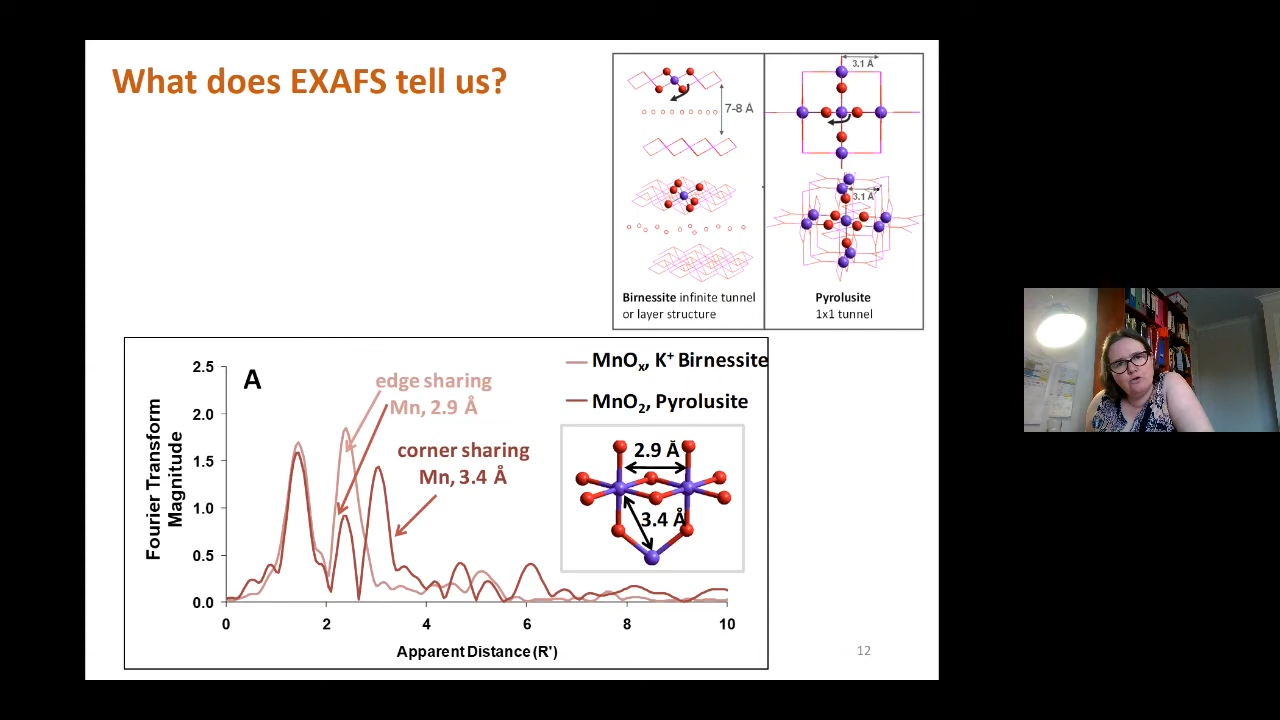 What does EXAFS tell us?
3.1 Å
7-8 Å
3.1 Å
Birnessite infinite tunnel
or layer structure
Pyrolusite
1x1 tunnel
A
edge sharing
Mn, 2.9 Å
corner sharing
Mn, 3.4 Å
MnOx, K+ Birnessite
MnO2, Pyrolusite
2.9 Å
3.4 Å
Fourier Transform
Magnitude
2.5
2.0
1.5
1.0
0.5
0.0
0 2 4 6 8 10
Apparent Distance (R')
12